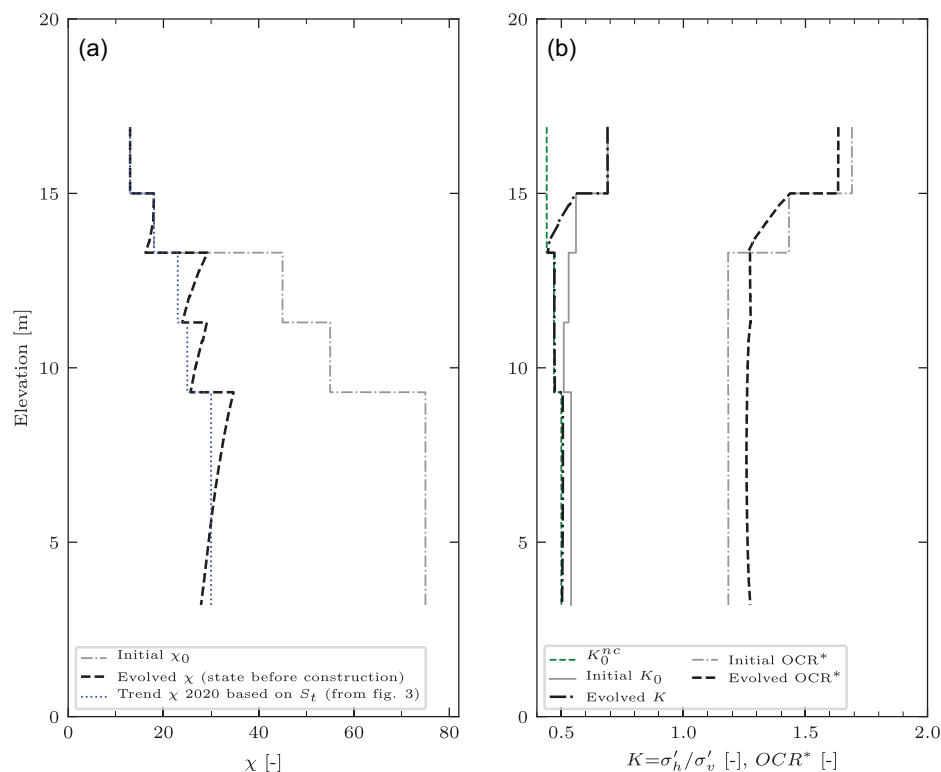 (a)
(b)
20
15
10
5
0
Elevation [m]
0
20
40
60
80
χ [-]
Initial χ₀
Evolved χ (state before construction)
Trend χ 2020 based on Sₜ (from fig. 3)
20
15
10
5
0
0.5
1.0
1.5
2.0
K=σ′ₕ/σ′ᵥ [-], OCR* [-]
K₀ⁿᶜ
Initial K₀
Evolved K
Initial OCR*
Evolved OCR*